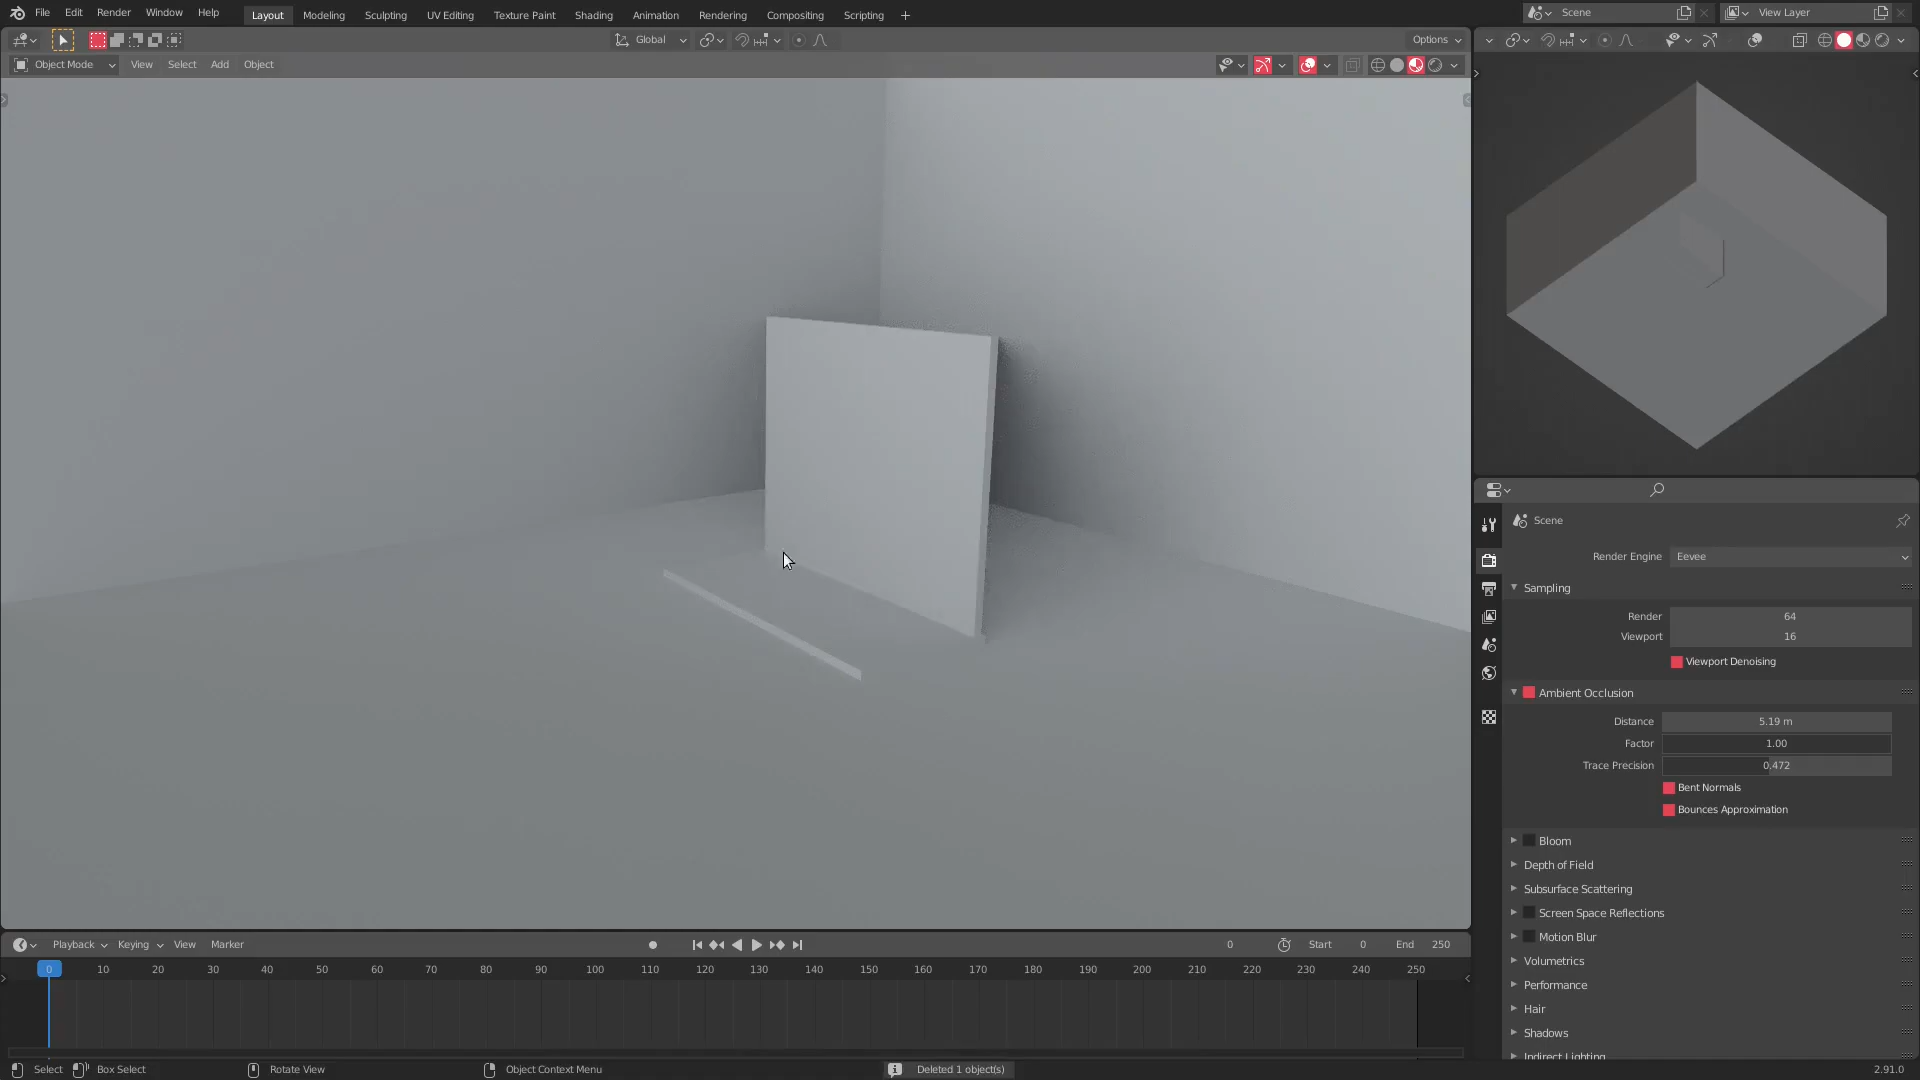 File Edit Render Window Help Layout Modeling Sculpting UV Editing Texture Paint Shading Animation Rendering Compositing Scripting + Scene View Layer
Global Options
Object Mode View Select Add Object
Scene
Render Engine Eevee
Sampling
Render 64
Viewport 16
Viewport Denoising
Ambient Occlusion
Distance 5.19 m
Factor 1.00
Trace Precision 0.472
Bent Normals
Bounces Approximation
Bloom
Depth of Field
Subsurface Scattering
Screen Space Reflections
Motion Blur
Volumetrics
Performance
Hair
Shadows
Indirect Lighting
Playback Keying View Marker 0 Start 0 End 250
0 10 20 30 40 50 60 70 80 90 100 110 120 130 140 150 160 170 180 190 200 210 220 230 240 250
Select Box Select Rotate View Object Context Menu Deleted 1 object(s) 2.91.0